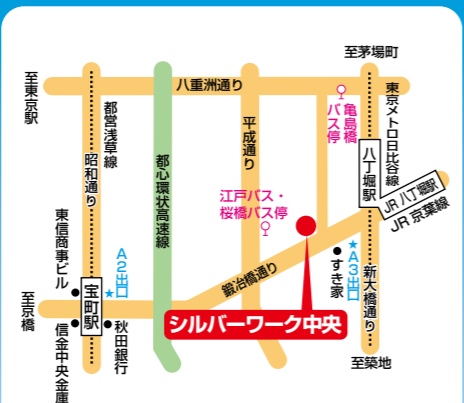 至茅場町
至東京駅
八重洲通り
都営浅草線
昭和通り
都心環状高速線
平成通り
亀島橋
バス停
東京メトロ日比谷線
八丁堀駅
JR 八丁堀駅
JR 京葉線
江戸バス・
桜橋バス停
東信商事ビル
A2出口
★
宝町駅
至京橋
信金中央金庫
秋田銀行
鍛冶橋通り
すき家
★
A3出口
新大橋通り
シルバーワーク中央
至築地